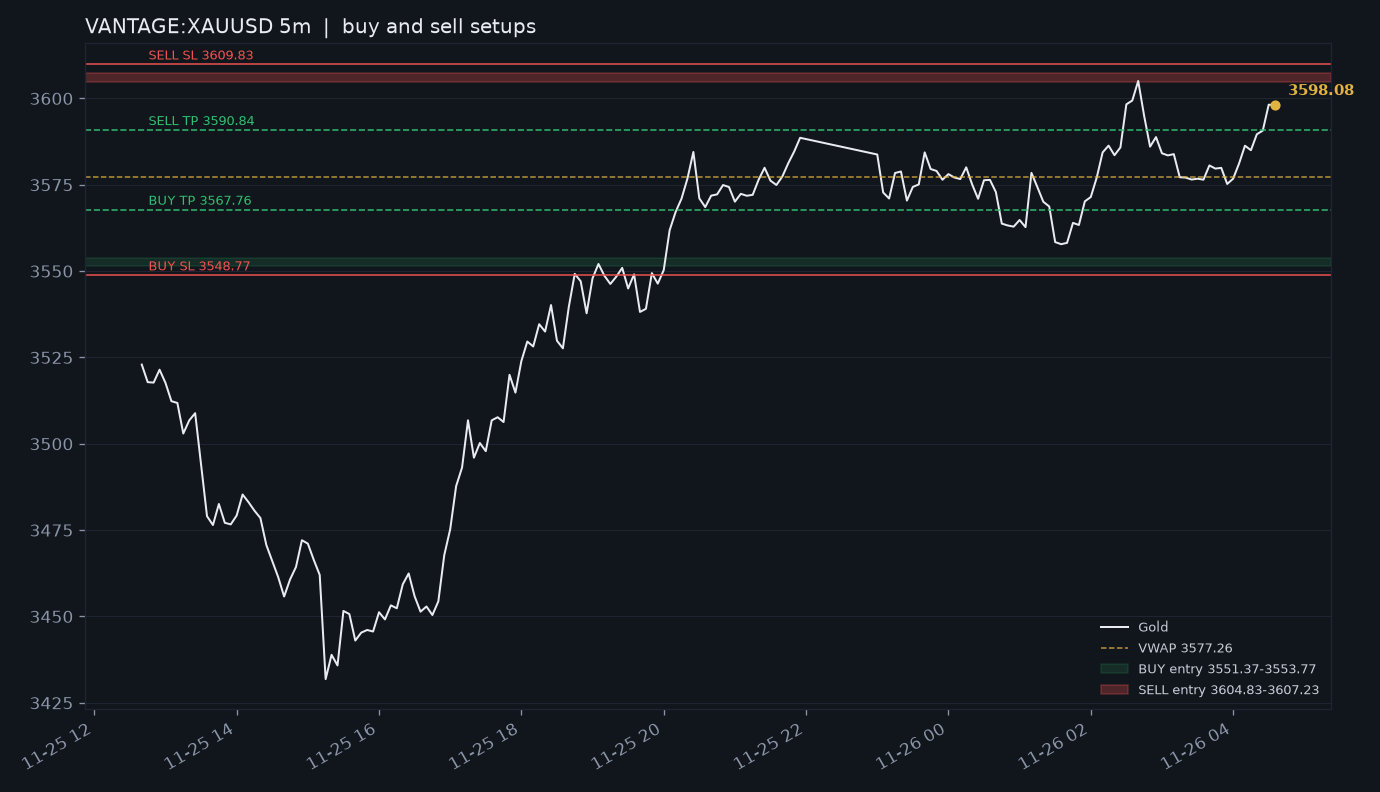 VANTAGE:XAUUSD 5m | buy and sell setups
SELL SL 3609.83
3598.08
3600
SELL TP 3590.84
3575
BUY TP 3567.76
BUY SL 3548.77
3550
3525
3500
3475
3450
3425
Gold
VWAP 3577.26
BUY entry 3551.37-3553.77
SELL entry 3604.83-3607.23
11-25 12
11-25 14
11-25 16
11-25 18
11-25 20
11-25 22
11-26 00
11-26 02
11-26 04